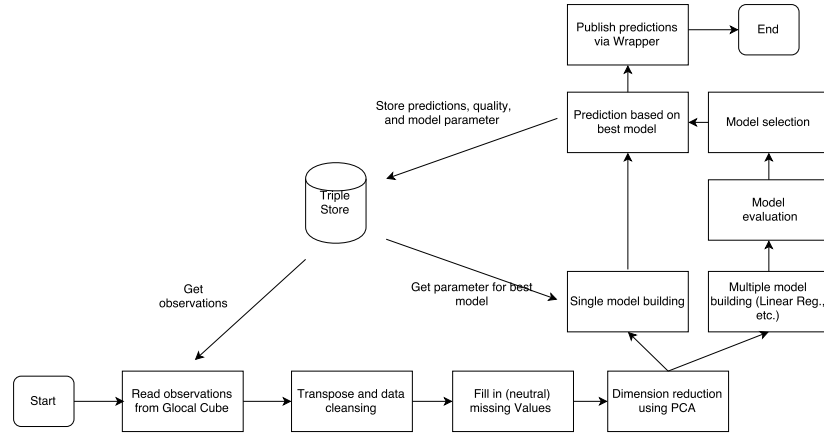 Publish predictions
via Wrapper
End
Store predictions, quality,
and model parameter
Prediction based on
best model
Model selection
Triple
Store
Model
evaluation
Get
observations
Get parameter for best
model
Single model building
Multiple model
building (Linear Reg.,
etc.)
Start
Read observations
from Glocal Cube
Transpose and data
cleansing
Fill in (neutral)
missing Values
Dimension reduction
using PCA